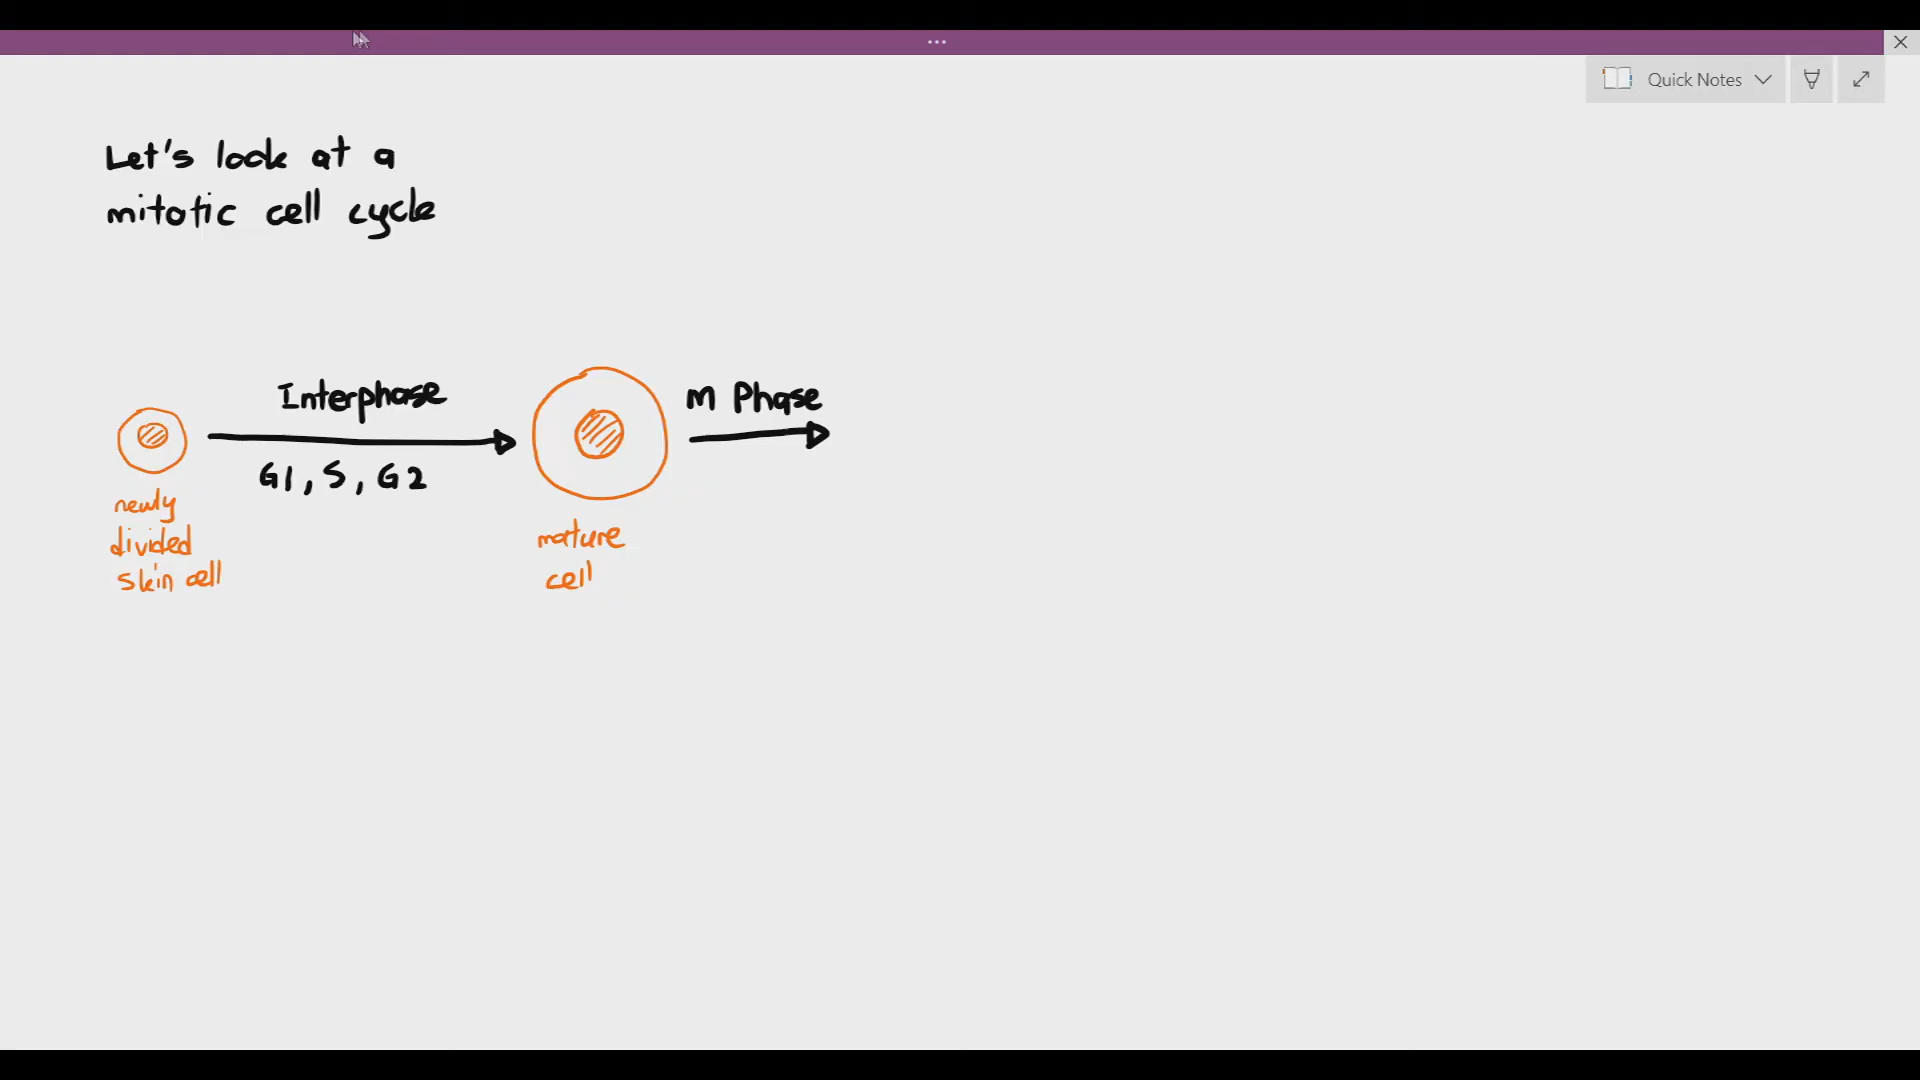 Quick Notes
Let's look at a
mitotic cell cycle
Interphase
M Phase
G1, S, G2
newly
divided
skin cell
mature
cell